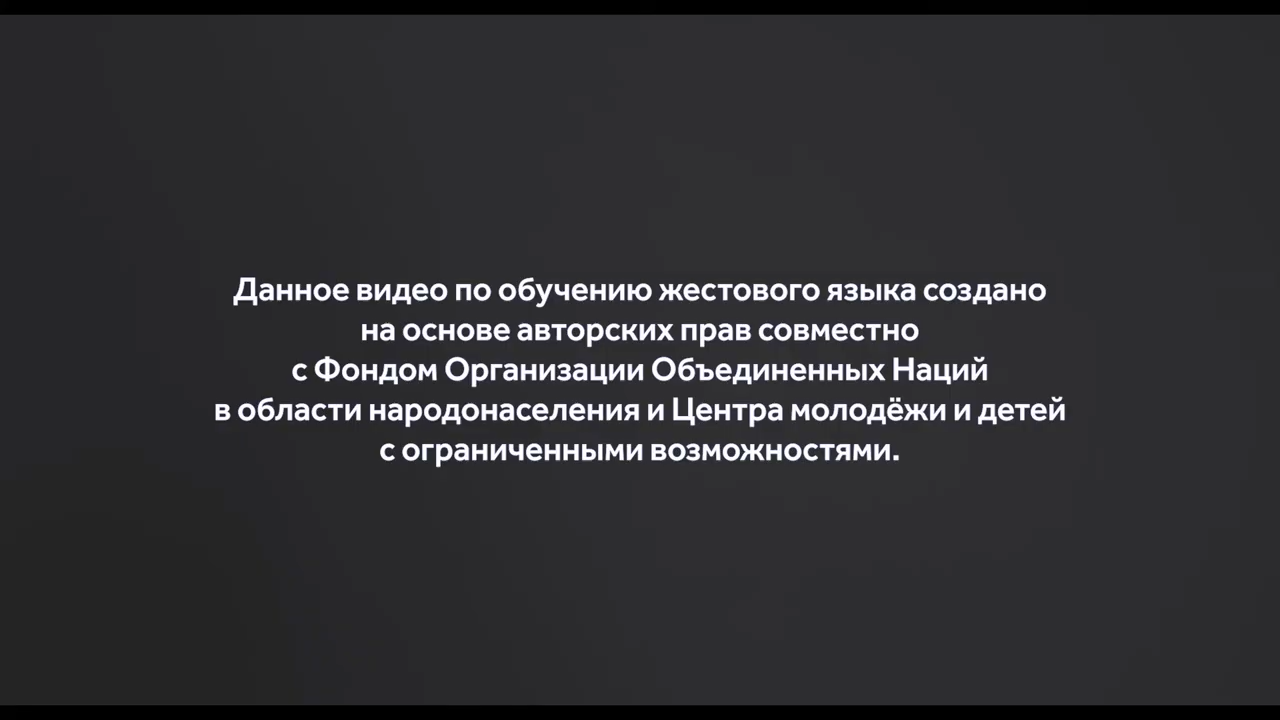 Данное видео по обучению жестового языка создано
на основе авторских прав совместно
с Фондом Организации Объединенных Наций
в области народонаселения и Центра молодёжи и детей
с ограниченными возможностями.